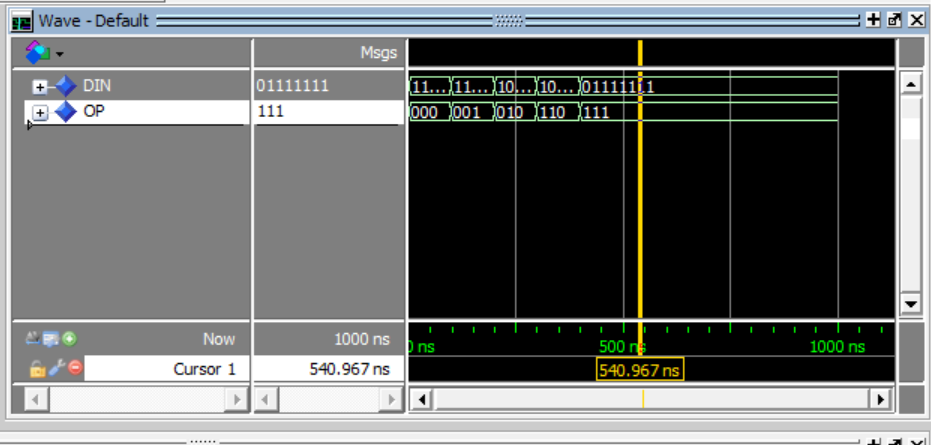 Wave - Default
Msgs
DIN 01111111 11... 11... 10... 10... 01111111
OP 111 000 001 010 110 111
Now 1000 ns ns 500 ns 1000 ns
Cursor 1 540.967 ns 540.967 ns